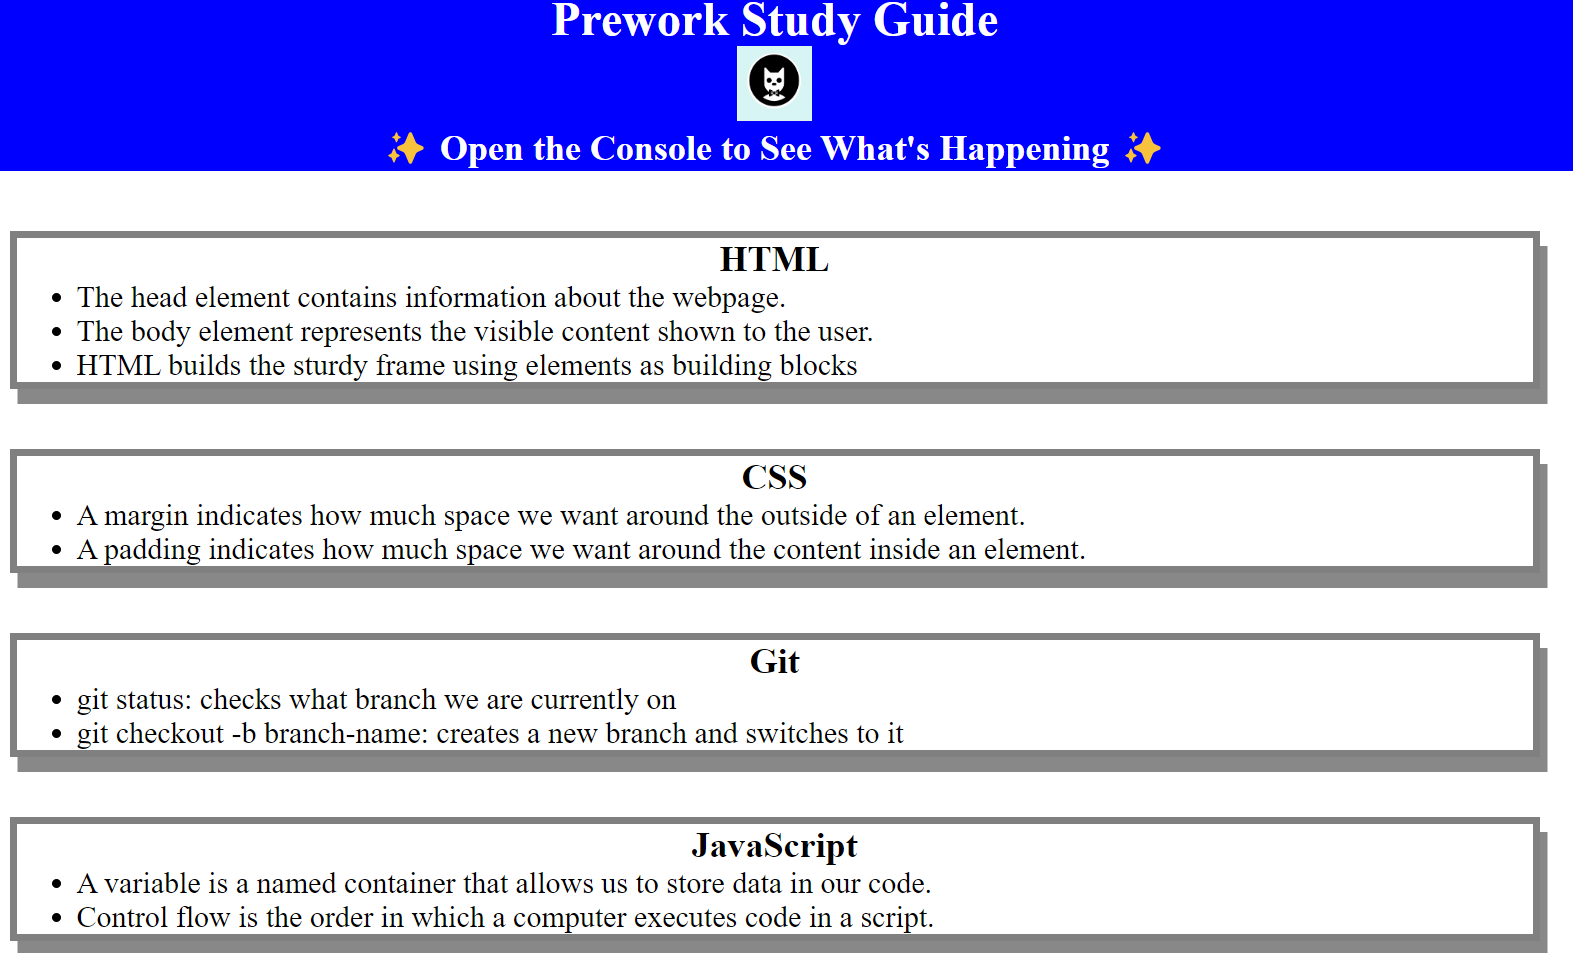 Prework Study Guide
✨ Open the Console to See What's Happening ✨
HTML
• The head element contains information about the webpage.
• The body element represents the visible content shown to the user.
• HTML builds the sturdy frame using elements as building blocks
CSS
• A margin indicates how much space we want around the outside of an element.
• A padding indicates how much space we want around the content inside an element.
Git
• git status: checks what branch we are currently on
• git checkout -b branch-name: creates a new branch and switches to it
JavaScript
• A variable is a named container that allows us to store data in our code.
• Control flow is the order in which a computer executes code in a script.